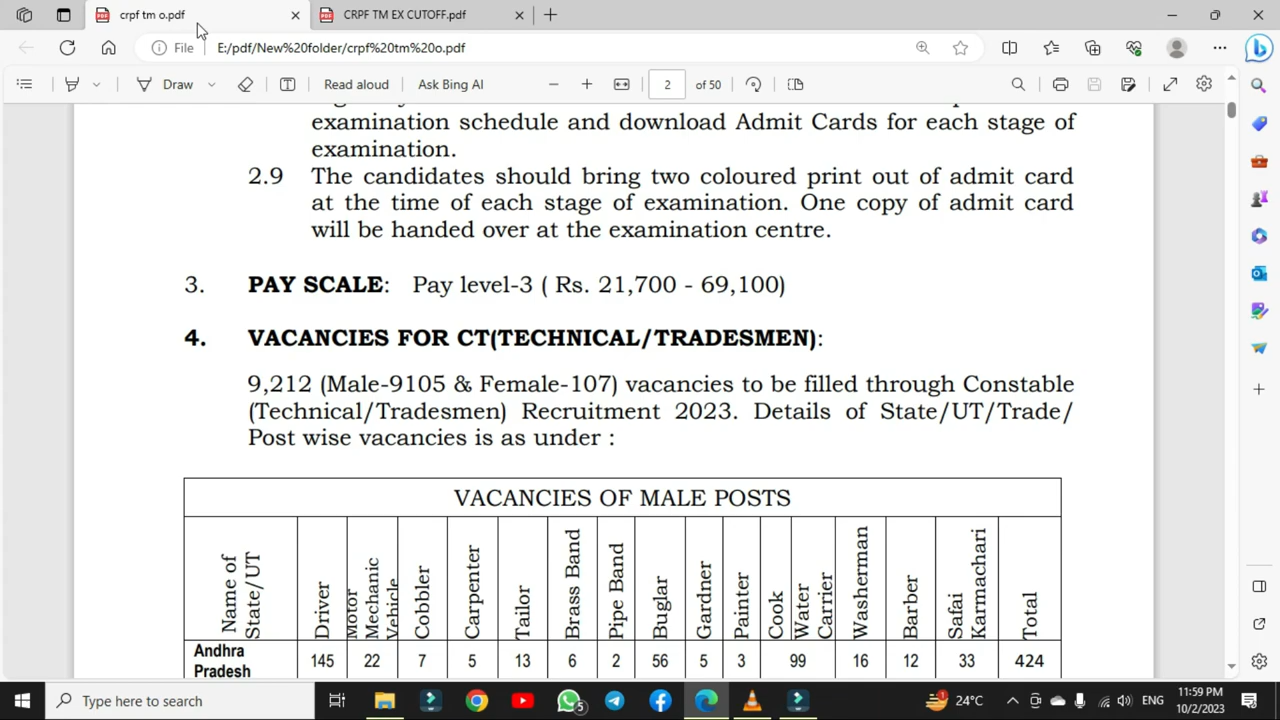 crpf tm o.pdf
CRPF TM EX CUTOFF.pdf
File
E:/pdf/New%20folder/crpf%20tm%20o.pdf
Draw
Read aloud
Ask Bing AI
2
of 50
examination schedule and download Admit Cards for each stage of
examination.
2.9 The candidates should bring two coloured print out of admit card
at the time of each stage of examination. One copy of admit card
will be handed over at the examination centre.
3. PAY SCALE: Pay level-3 ( Rs. 21,700 - 69,100)
4. VACANCIES FOR CT(TECHNICAL/TRADESMEN):
9,212 (Male-9105 & Female-107) vacancies to be filled through Constable
(Technical/Tradesmen) Recruitment 2023. Details of State/UT/Trade/
Post wise vacancies is as under :
VACANCIES OF MALE POSTS
Name of
State/UT
Driver
Motor
Mechanic
Vehicle
Cobbler
Carpenter
Tailor
Brass Band
Pipe Band
Buglar
Gardner
Painter
Cook
Water
Carrier
Washerman
Barber
Safai
Karmachari
Total
Andhra
Pradesh
145 22 7 5 13 6 2 56 5 3 99 16 12 33 424
Type here to search
5
1
24°C
ENG
11:59 PM
10/2/2023